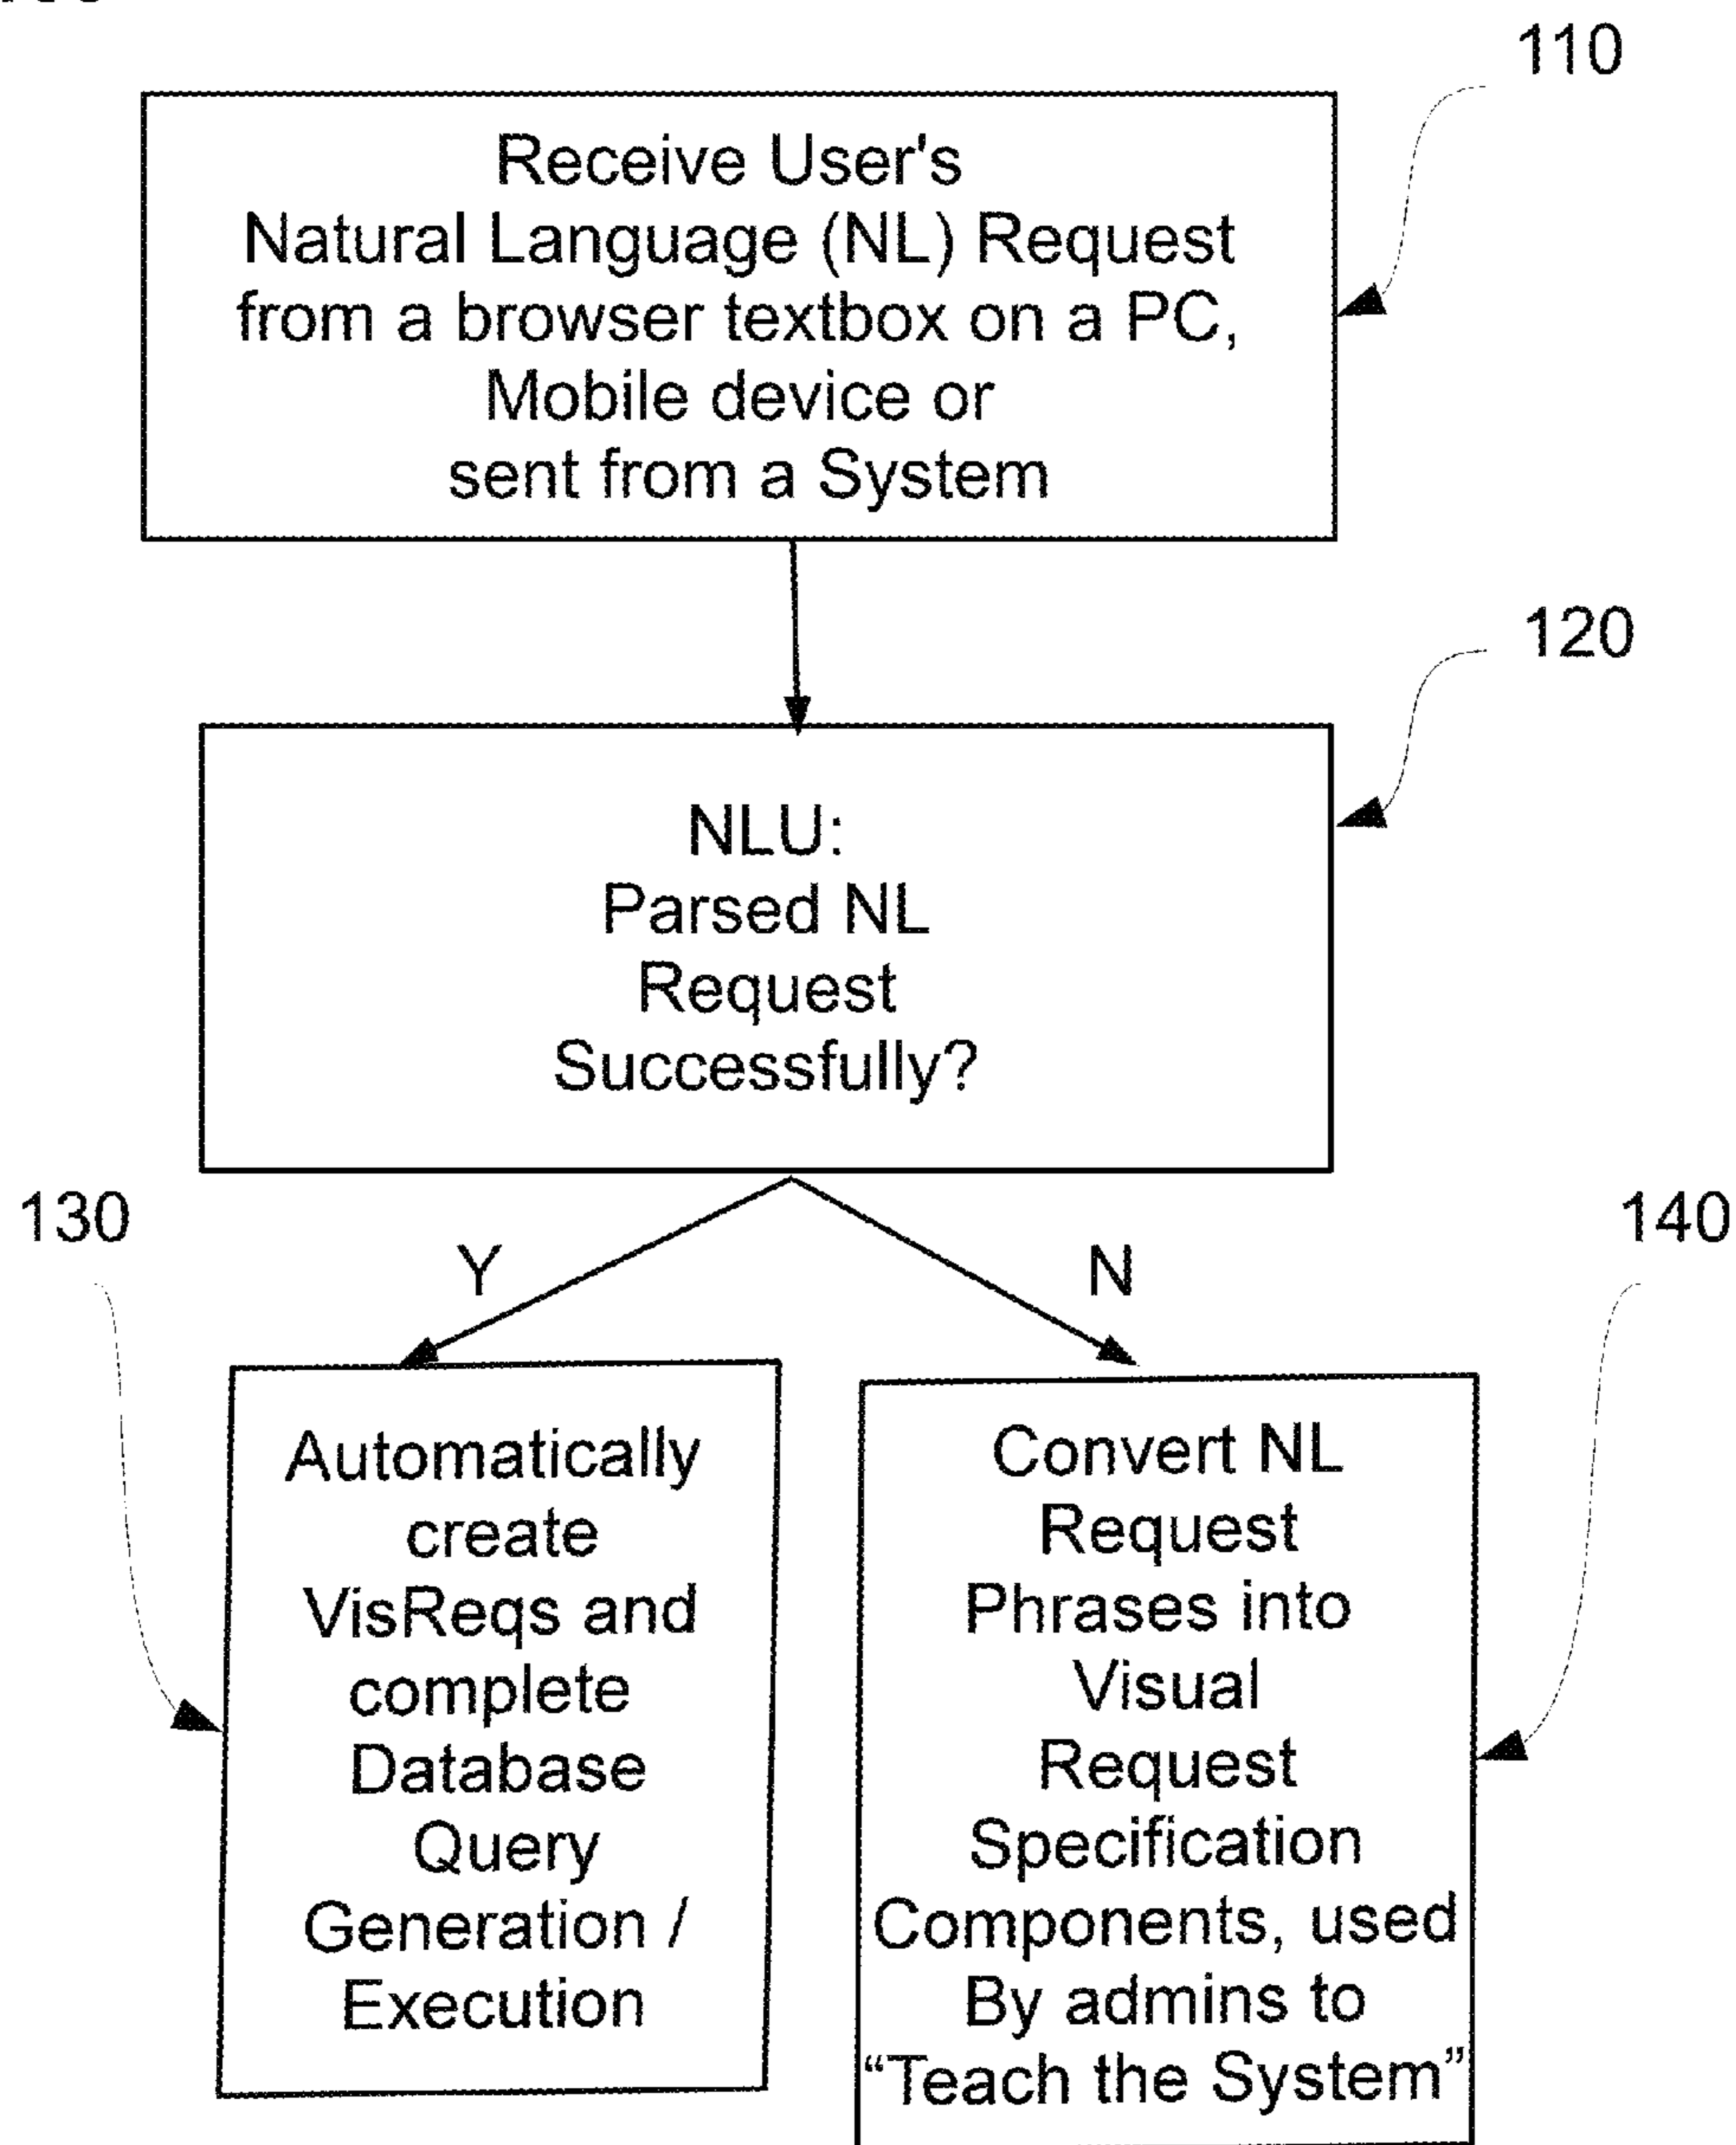 110
Receive User's
Natural Language (NL) Request
from a browser textbox on a PC,
Mobile device or
sent from a System
120
NLU:
Parsed NL
Request
Successfully?
130
140
Y
N
Automatically
create
VisReqs and
complete
Database
Query
Generation /
Execution
Convert NL
Request
Phrases into
Visual
Request
Specification
Components, used
By admins to
“Teach the System”